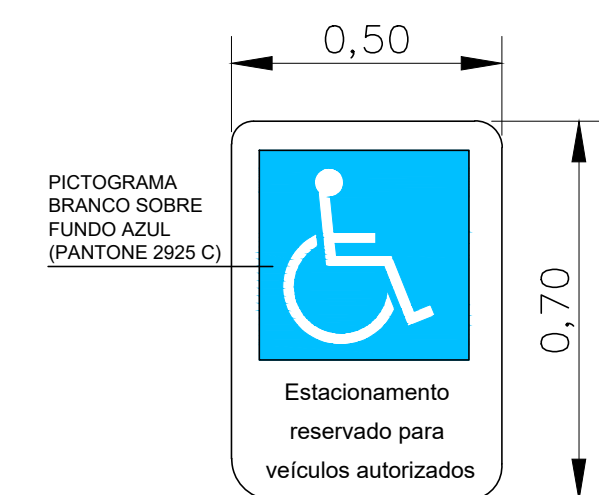 0,50
PICTOGRAMA
BRANCO SOBRE
FUNDO AZUL
(PANTONE 2925 C)
0,70
Estacionamento
reservado para
veículos autorizados